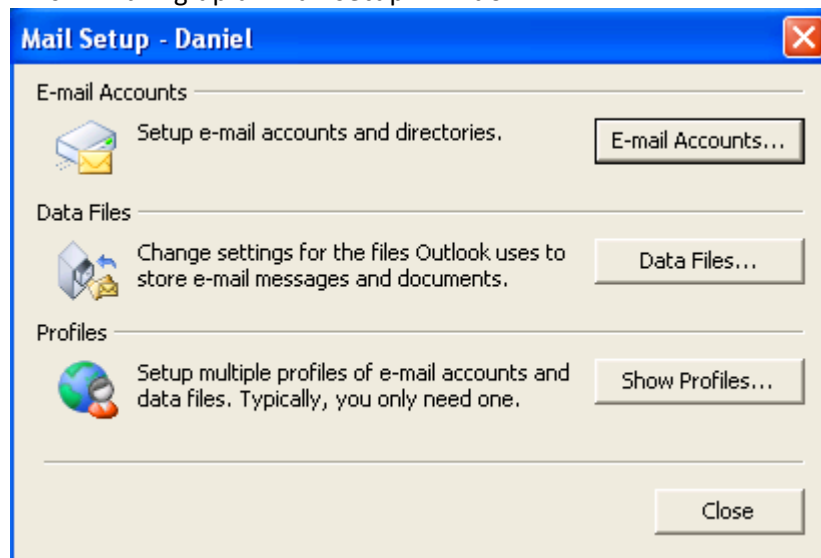 Mail Setup - Daniel
E-mail Accounts
Setup e-mail accounts and directories.
E-mail Accounts...
Data Files
Change settings for the files Outlook uses to
store e-mail messages and documents.
Data Files...
Profiles
Setup multiple profiles of e-mail accounts and
data files. Typically, you only need one.
Show Profiles...
Close